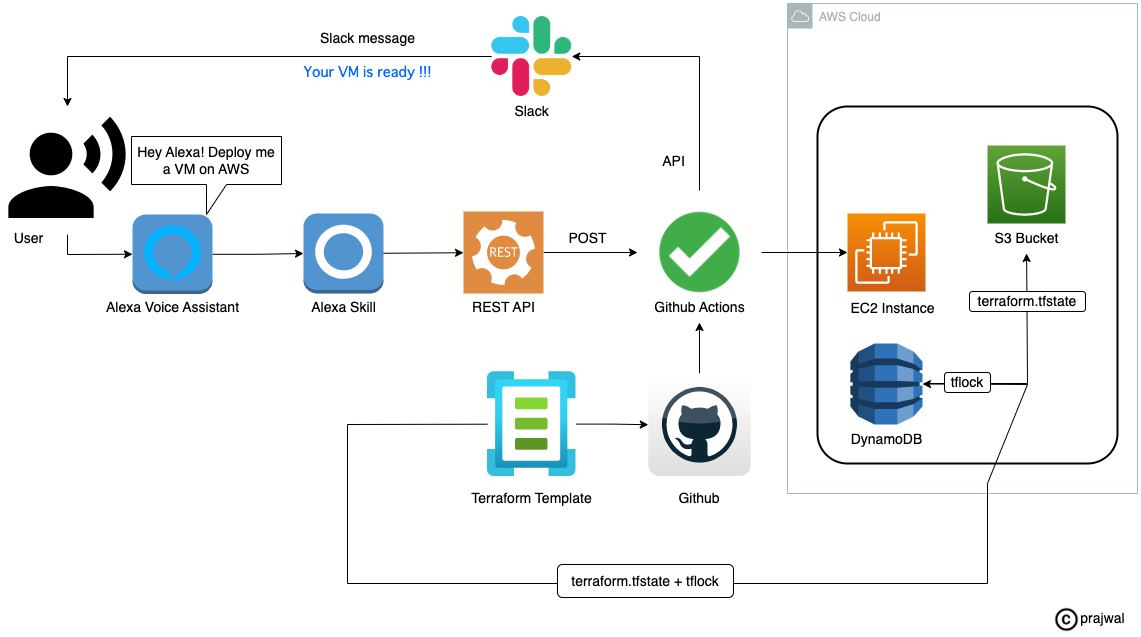 AWS Cloud
Slack message
Your VM is ready !!!
Slack
Hey Alexa! Deploy me
a VM on AWS
API
User
POST
REST
S3 Bucket
Alexa Voice Assistant
Alexa Skill
REST API
Github Actions
EC2 Instance
terraform.tfstate
tflock
DynamoDB
Terraform Template
Github
terraform.tfstate + tflock
© prajwal